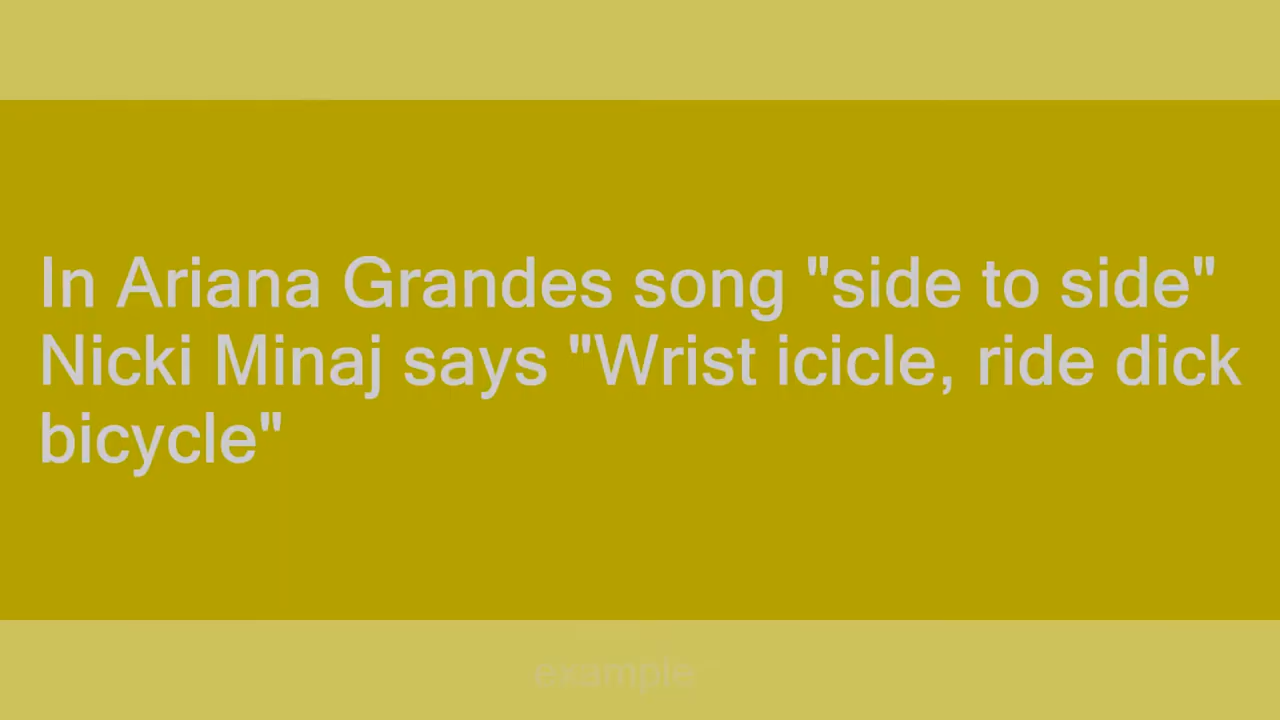 In Ariana Grandes song "side to side"
Nicki Minaj says "Wrist icicle, ride dick
bicycle"
example